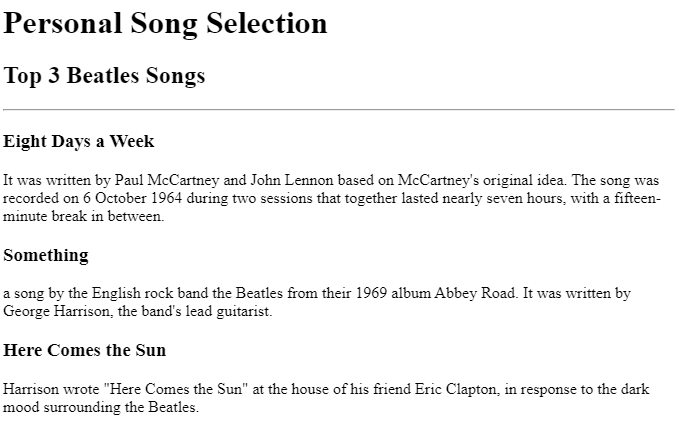 Personal Song Selection
Top 3 Beatles Songs
Eight Days a Week
It was written by Paul McCartney and John Lennon based on McCartney's original idea. The song was
recorded on 6 October 1964 during two sessions that together lasted nearly seven hours, with a fifteen-
minute break in between.
Something
a song by the English rock band the Beatles from their 1969 album Abbey Road. It was written by
George Harrison, the band's lead guitarist.
Here Comes the Sun
Harrison wrote "Here Comes the Sun" at the house of his friend Eric Clapton, in response to the dark
mood surrounding the Beatles.